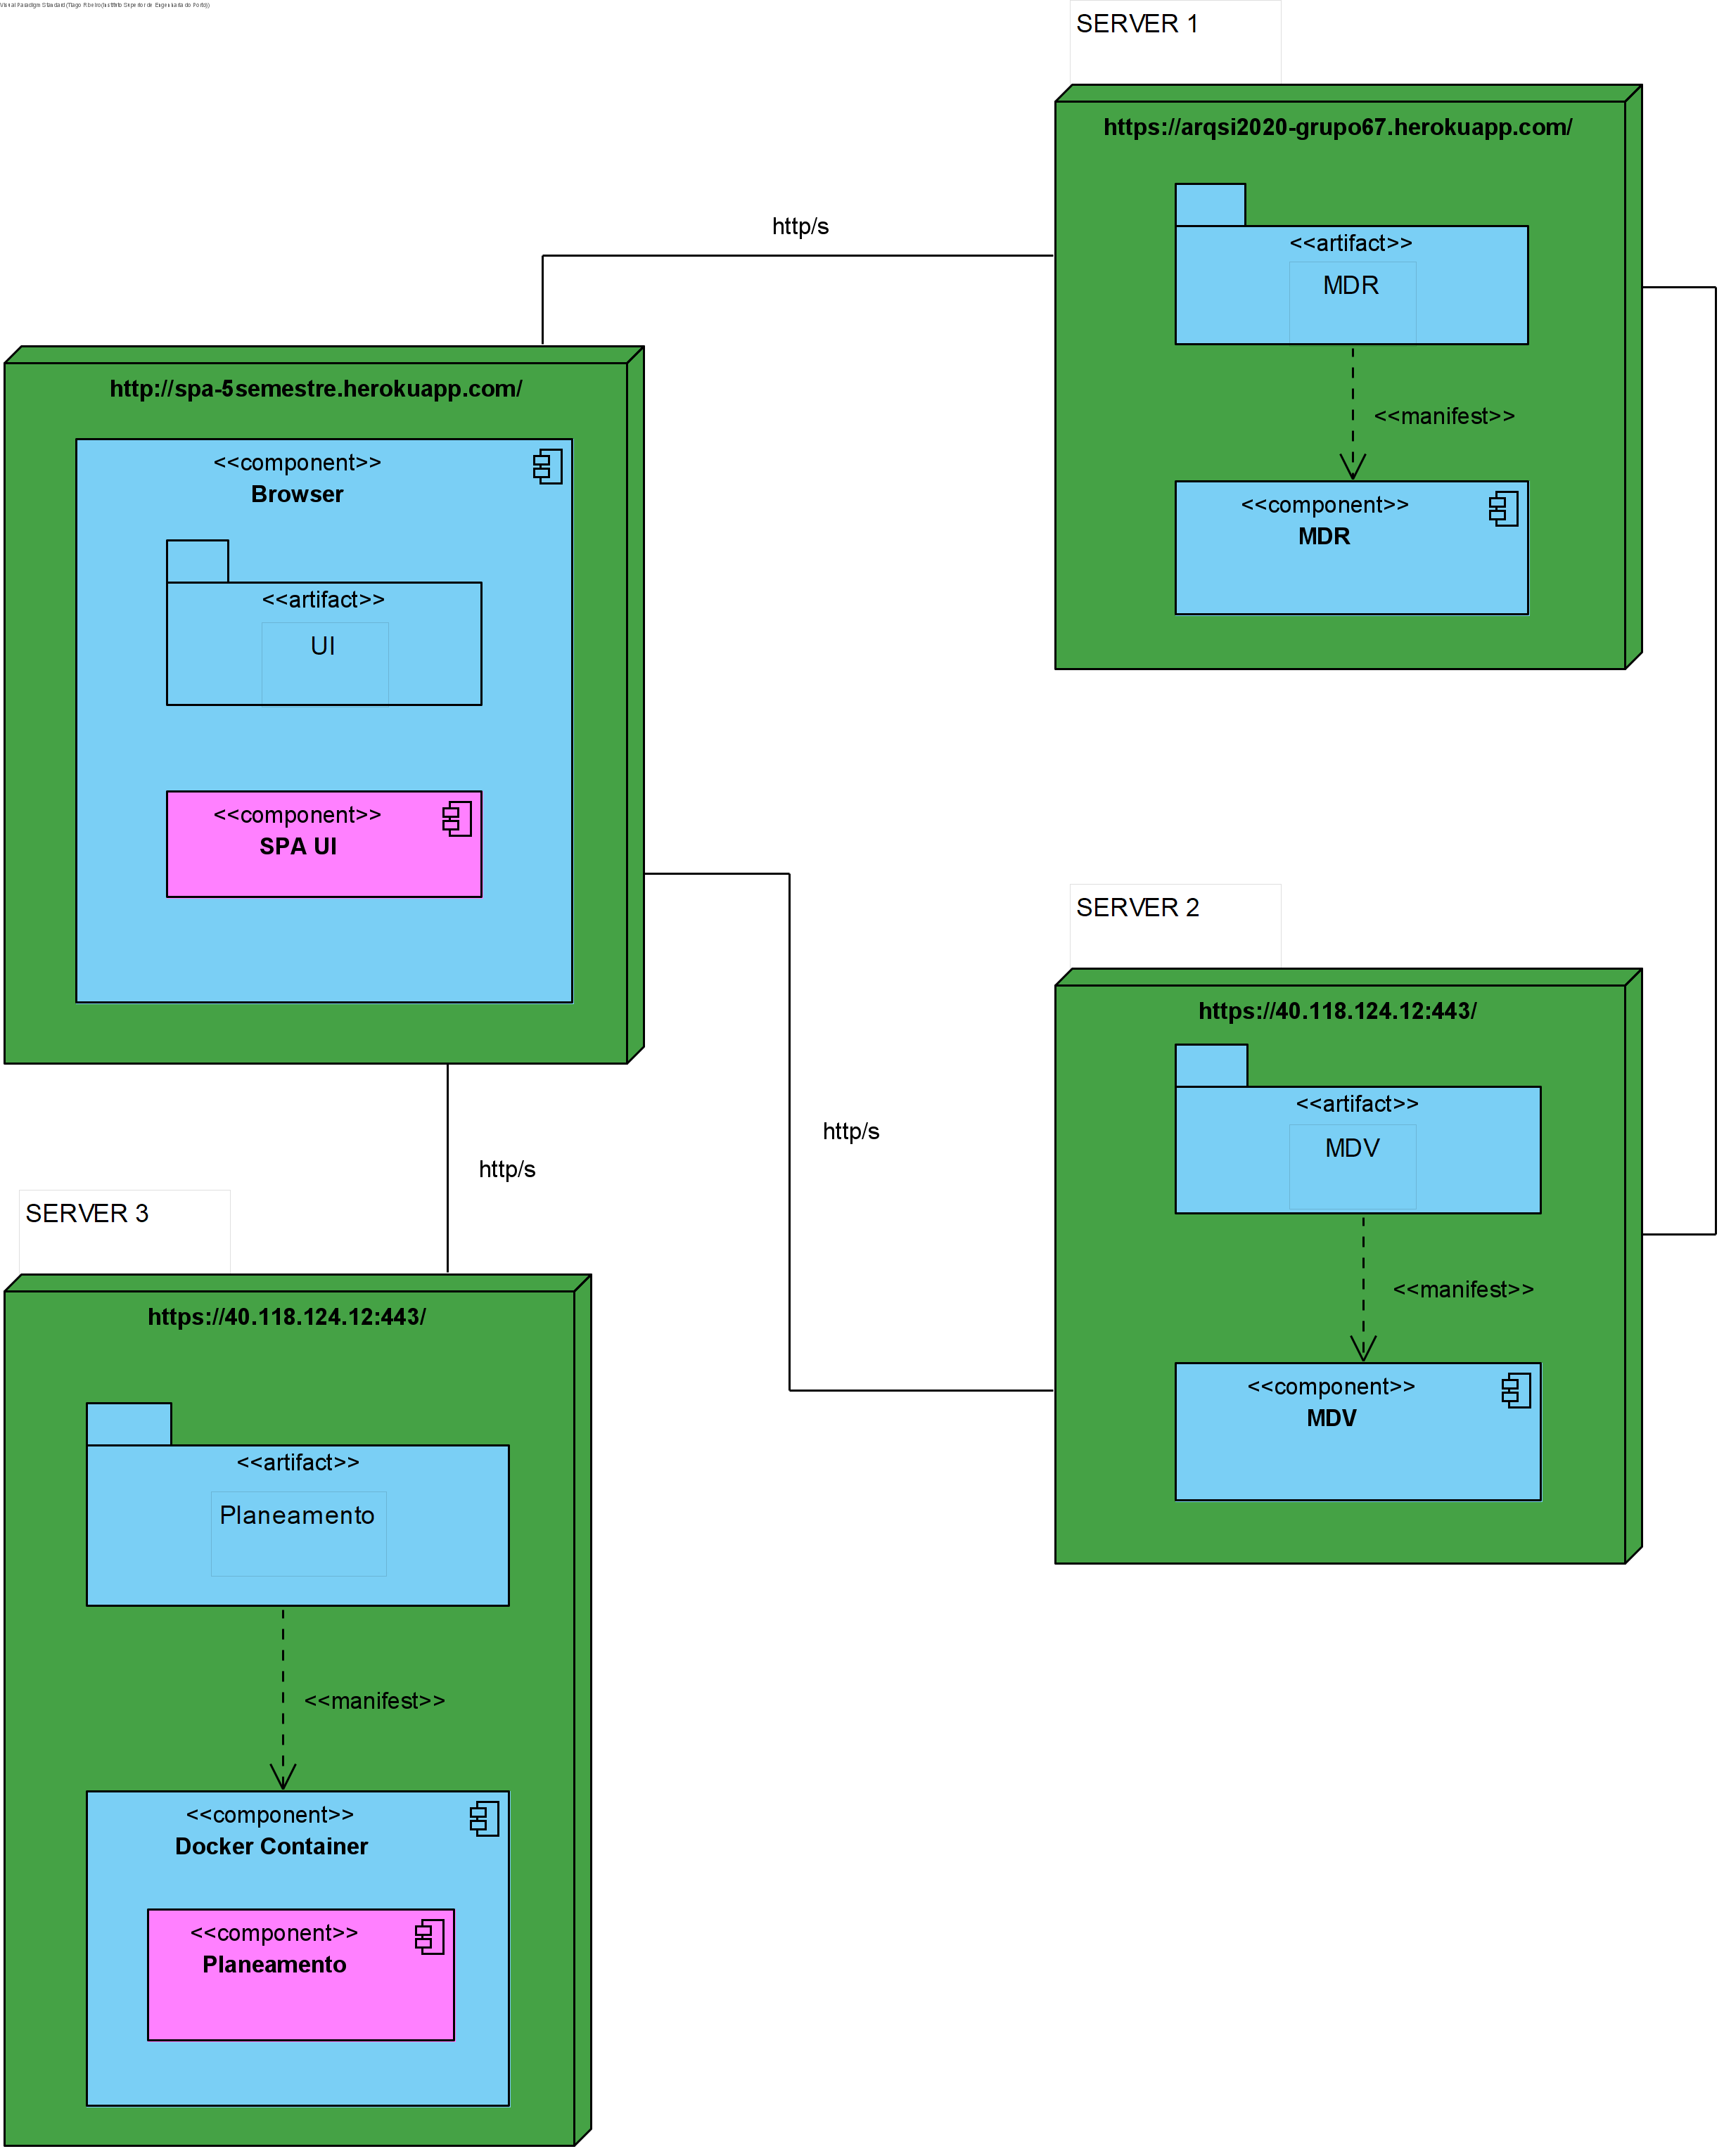 Visual Paradigm Standard (Tiago Ribeiro(Instituto Superior de Engenharia do Porto))
SERVER 1
https://arqsi2020-grupo67.herokuapp.com/
<<artifact>>
MDR
<<manifest>>
<<component>>
MDR
http/s
http://spa-5semestre.herokuapp.com/
<<component>>
Browser
<<artifact>>
UI
<<component>>
SPA UI
http/s
http/s
SERVER 2
https://40.118.124.12:443/
<<artifact>>
MDV
<<manifest>>
<<component>>
MDV
SERVER 3
https://40.118.124.12:443/
<<artifact>>
Planeamento
<<manifest>>
<<component>>
Docker Container
<<component>>
Planeamento